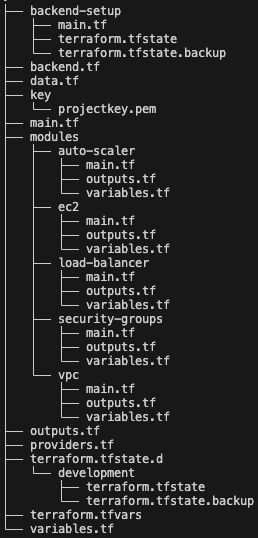 ├── backend-setup
│   ├── main.tf
│   ├── terraform.tfstate
│   └── terraform.tfstate.backup
├── backend.tf
├── data.tf
├── key
│   └── projectkey.pem
├── main.tf
├── modules
│   ├── auto-scaler
│   │   ├── main.tf
│   │   ├── outputs.tf
│   │   └── variables.tf
│   ├── ec2
│   │   ├── main.tf
│   │   ├── outputs.tf
│   │   └── variables.tf
│   ├── load-balancer
│   │   ├── main.tf
│   │   ├── outputs.tf
│   │   └── variables.tf
│   ├── security-groups
│   │   ├── main.tf
│   │   ├── outputs.tf
│   │   └── variables.tf
│   └── vpc
│       ├── main.tf
│       ├── outputs.tf
│       └── variables.tf
├── outputs.tf
├── providers.tf
├── terraform.tfstate.d
│   └── development
│       ├── terraform.tfstate
│       └── terraform.tfstate.backup
├── terraform.tfvars
└── variables.tf